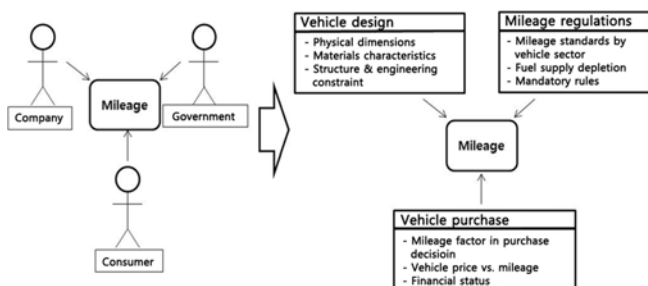 Company
Mileage
Government
Consumer
Vehicle design
- Physical dimensions
- Materials characteristics
- Structure & engineering
constraint
Mileage regulations
- Mileage standards by
vehicle sector
- Fuel supply depletion
- Mandatory rules
Mileage
Vehicle purchase
- Mileage factor in purchase
decisioin
- Vehicle price vs. mileage
- Financial status